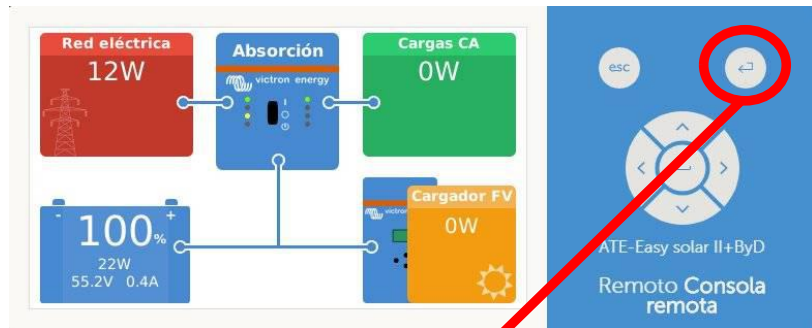 Red eléctrica
12W
Absorción
victron energy
Cargas CA
0W
100%
22W
55.2V 0.4A
victron
Cargador FV
0W
esc
ATE-Easy solar II+ByD
Remoto Consola
remota